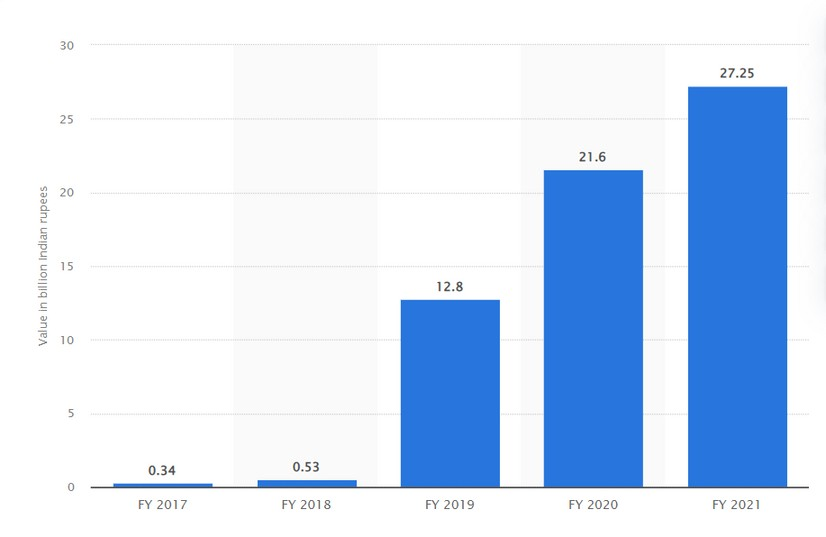 30
25
20
15
10
5
0
Value in billion Indian rupees
0.34
0.53
12.8
21.6
27.25
FY 2017
FY 2018
FY 2019
FY 2020
FY 2021